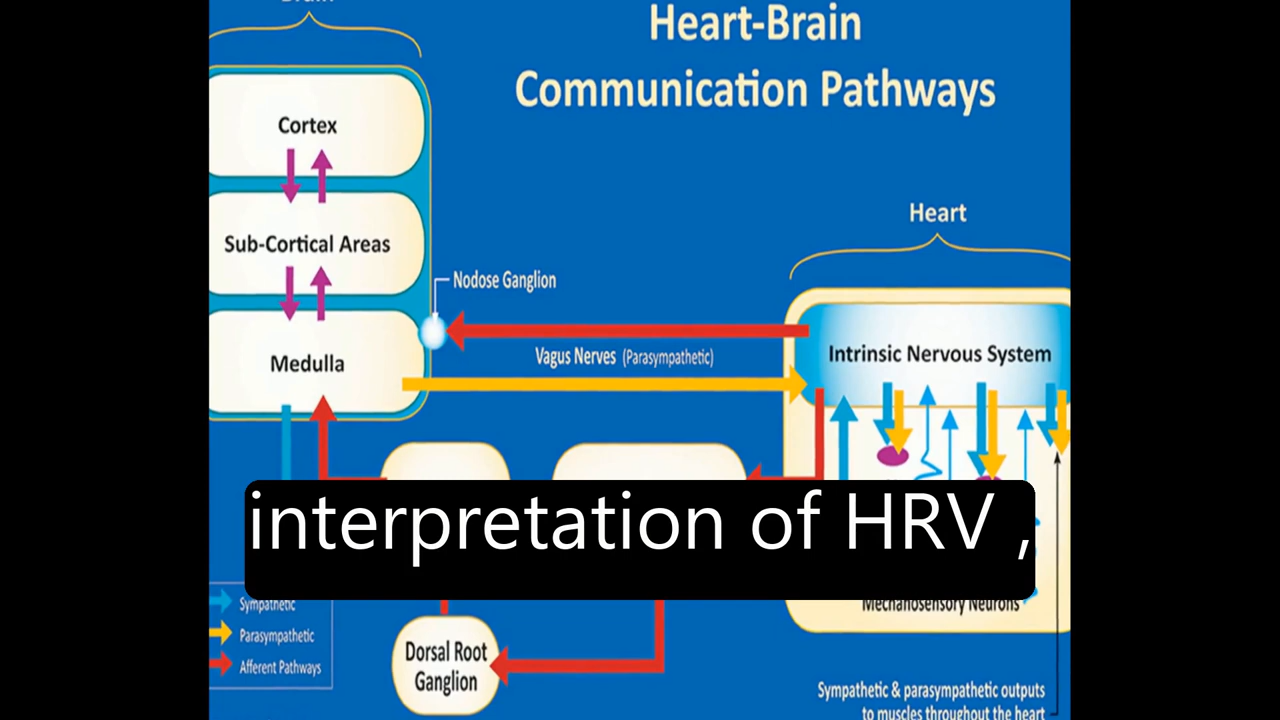 Brain
Heart-Brain
Communication Pathways
Cortex
Heart
Sub-Cortical Areas
Nodose Ganglion
Vagus Nerves (Parasympathetic)
Intrinsic Nervous System
Medulla
interpretation of HRV ,
Mechanosensory Neurons
Sympathetic
Parasympathetic
Afferent Pathways
Dorsal Root
Ganglion
Sympathetic & parasympathetic outputs
to muscles throughout the heart